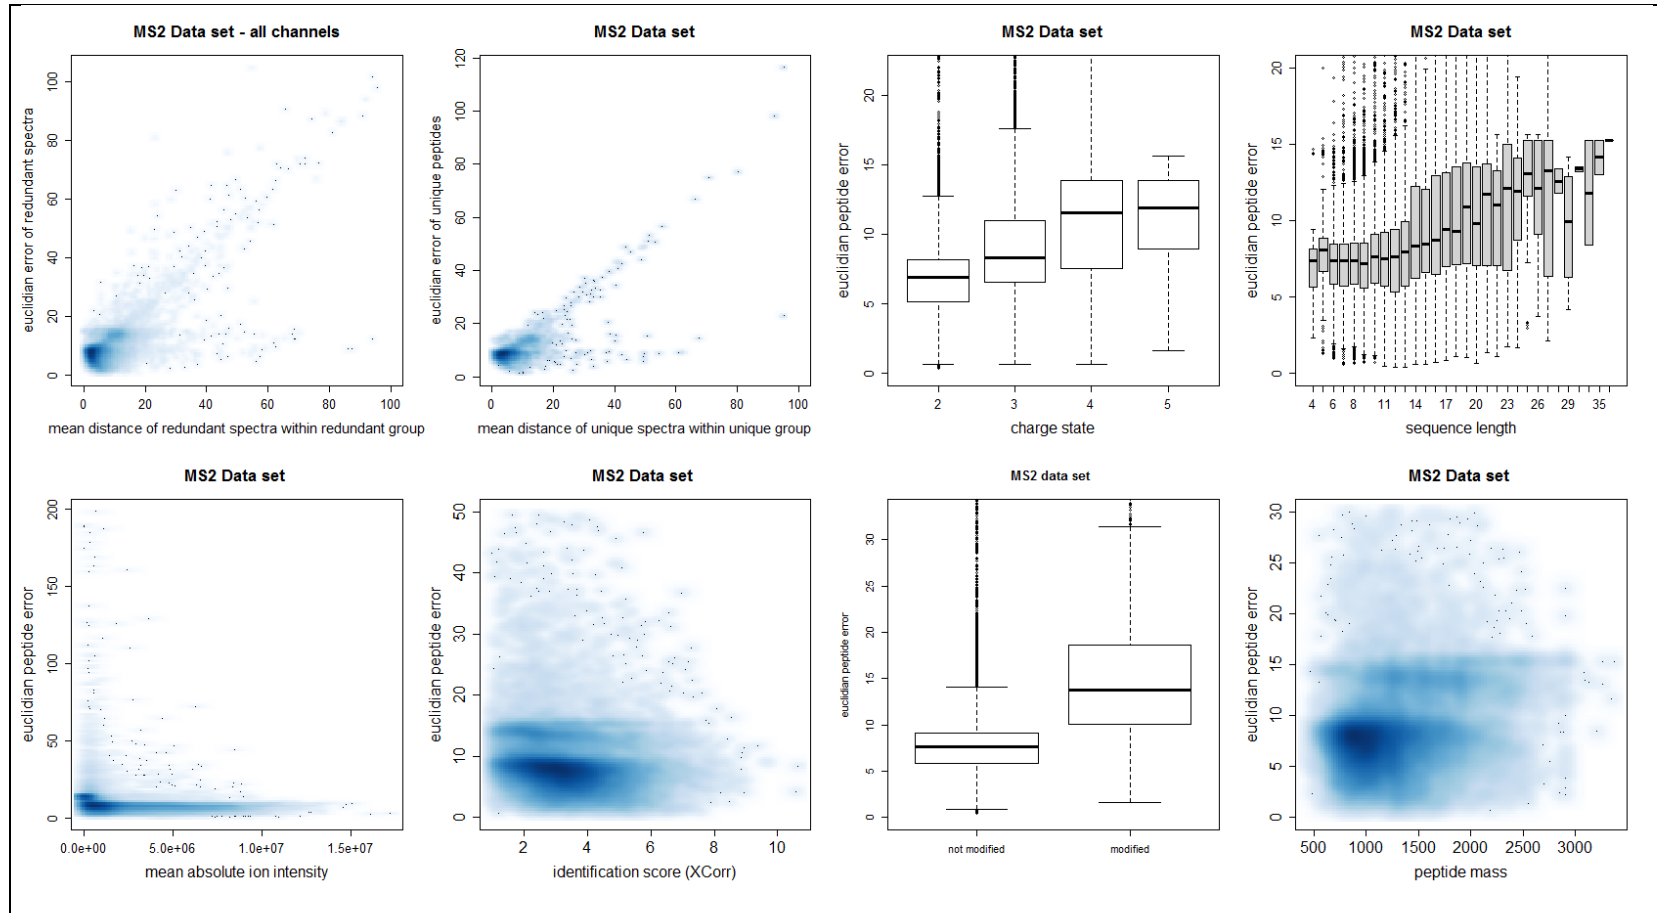 MS2 Data set - all channels
euclidian error of redundant spectra
100
80
60
40
20
0
0 20 40 60 80 100
mean distance of redundant spectra within redundant group
MS2 Data set
euclidian error of unique peptides
120
100
80
60
40
20
0
0 20 40 60 80 100
mean distance of unique spectra within unique group
MS2 Data set
euclidian peptide error
20
15
10
5
0
2 3 4 5
charge state
MS2 Data set
euclidian peptide error
20
15
10
5
0
4 6 8 11 14 17 20 23 26 29 35
sequence length
MS2 Data set
euclidian peptide error
200
150
100
50
0
0.0e+00 5.0e+06 1.0e+07 1.5e+07
mean absolute ion intensity
MS2 Data set
euclidian peptide error
50
40
30
20
10
0
2 4 6 8 10
identification score (XCorr)
MS2 data set
euclidian peptide error
30
25
20
15
10
5
0
not modified modified
MS2 Data set
euclidian peptide error
30
25
20
15
10
5
0
500 1000 1500 2000 2500 3000
peptide mass